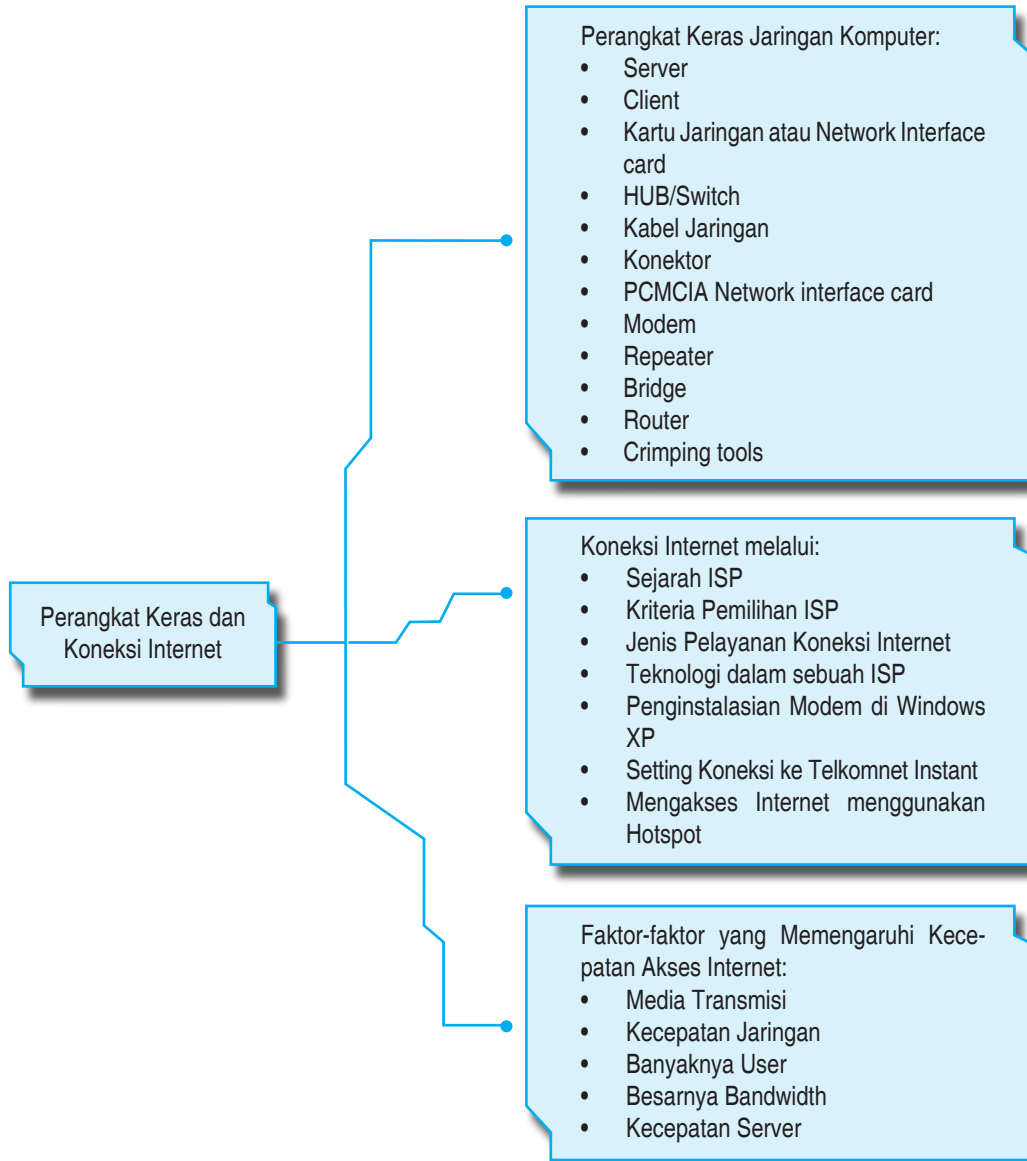 Perangkat Keras Jaringan Komputer:
• Server
• Client
• Kartu Jaringan atau Network Interface
card
• HUB/Switch
• Kabel Jaringan
• Konektor
• PCMCIA Network interface card
• Modem
• Repeater
• Bridge
• Router
• Crimping tools
Perangkat Keras dan
Koneksi Internet
Koneksi Internet melalui:
• Sejarah ISP
• Kriteria Pemilihan ISP
• Jenis Pelayanan Koneksi Internet
• Teknologi dalam sebuah ISP
• Penginstalasian Modem di Windows
XP
• Setting Koneksi ke Telkomnet Instant
• Mengakses Internet menggunakan
Hotspot
Faktor-faktor yang Memengaruhi Kece-
patan Akses Internet:
• Media Transmisi
• Kecepatan Jaringan
• Banyaknya User
• Besarnya Bandwidth
• Kecepatan Server